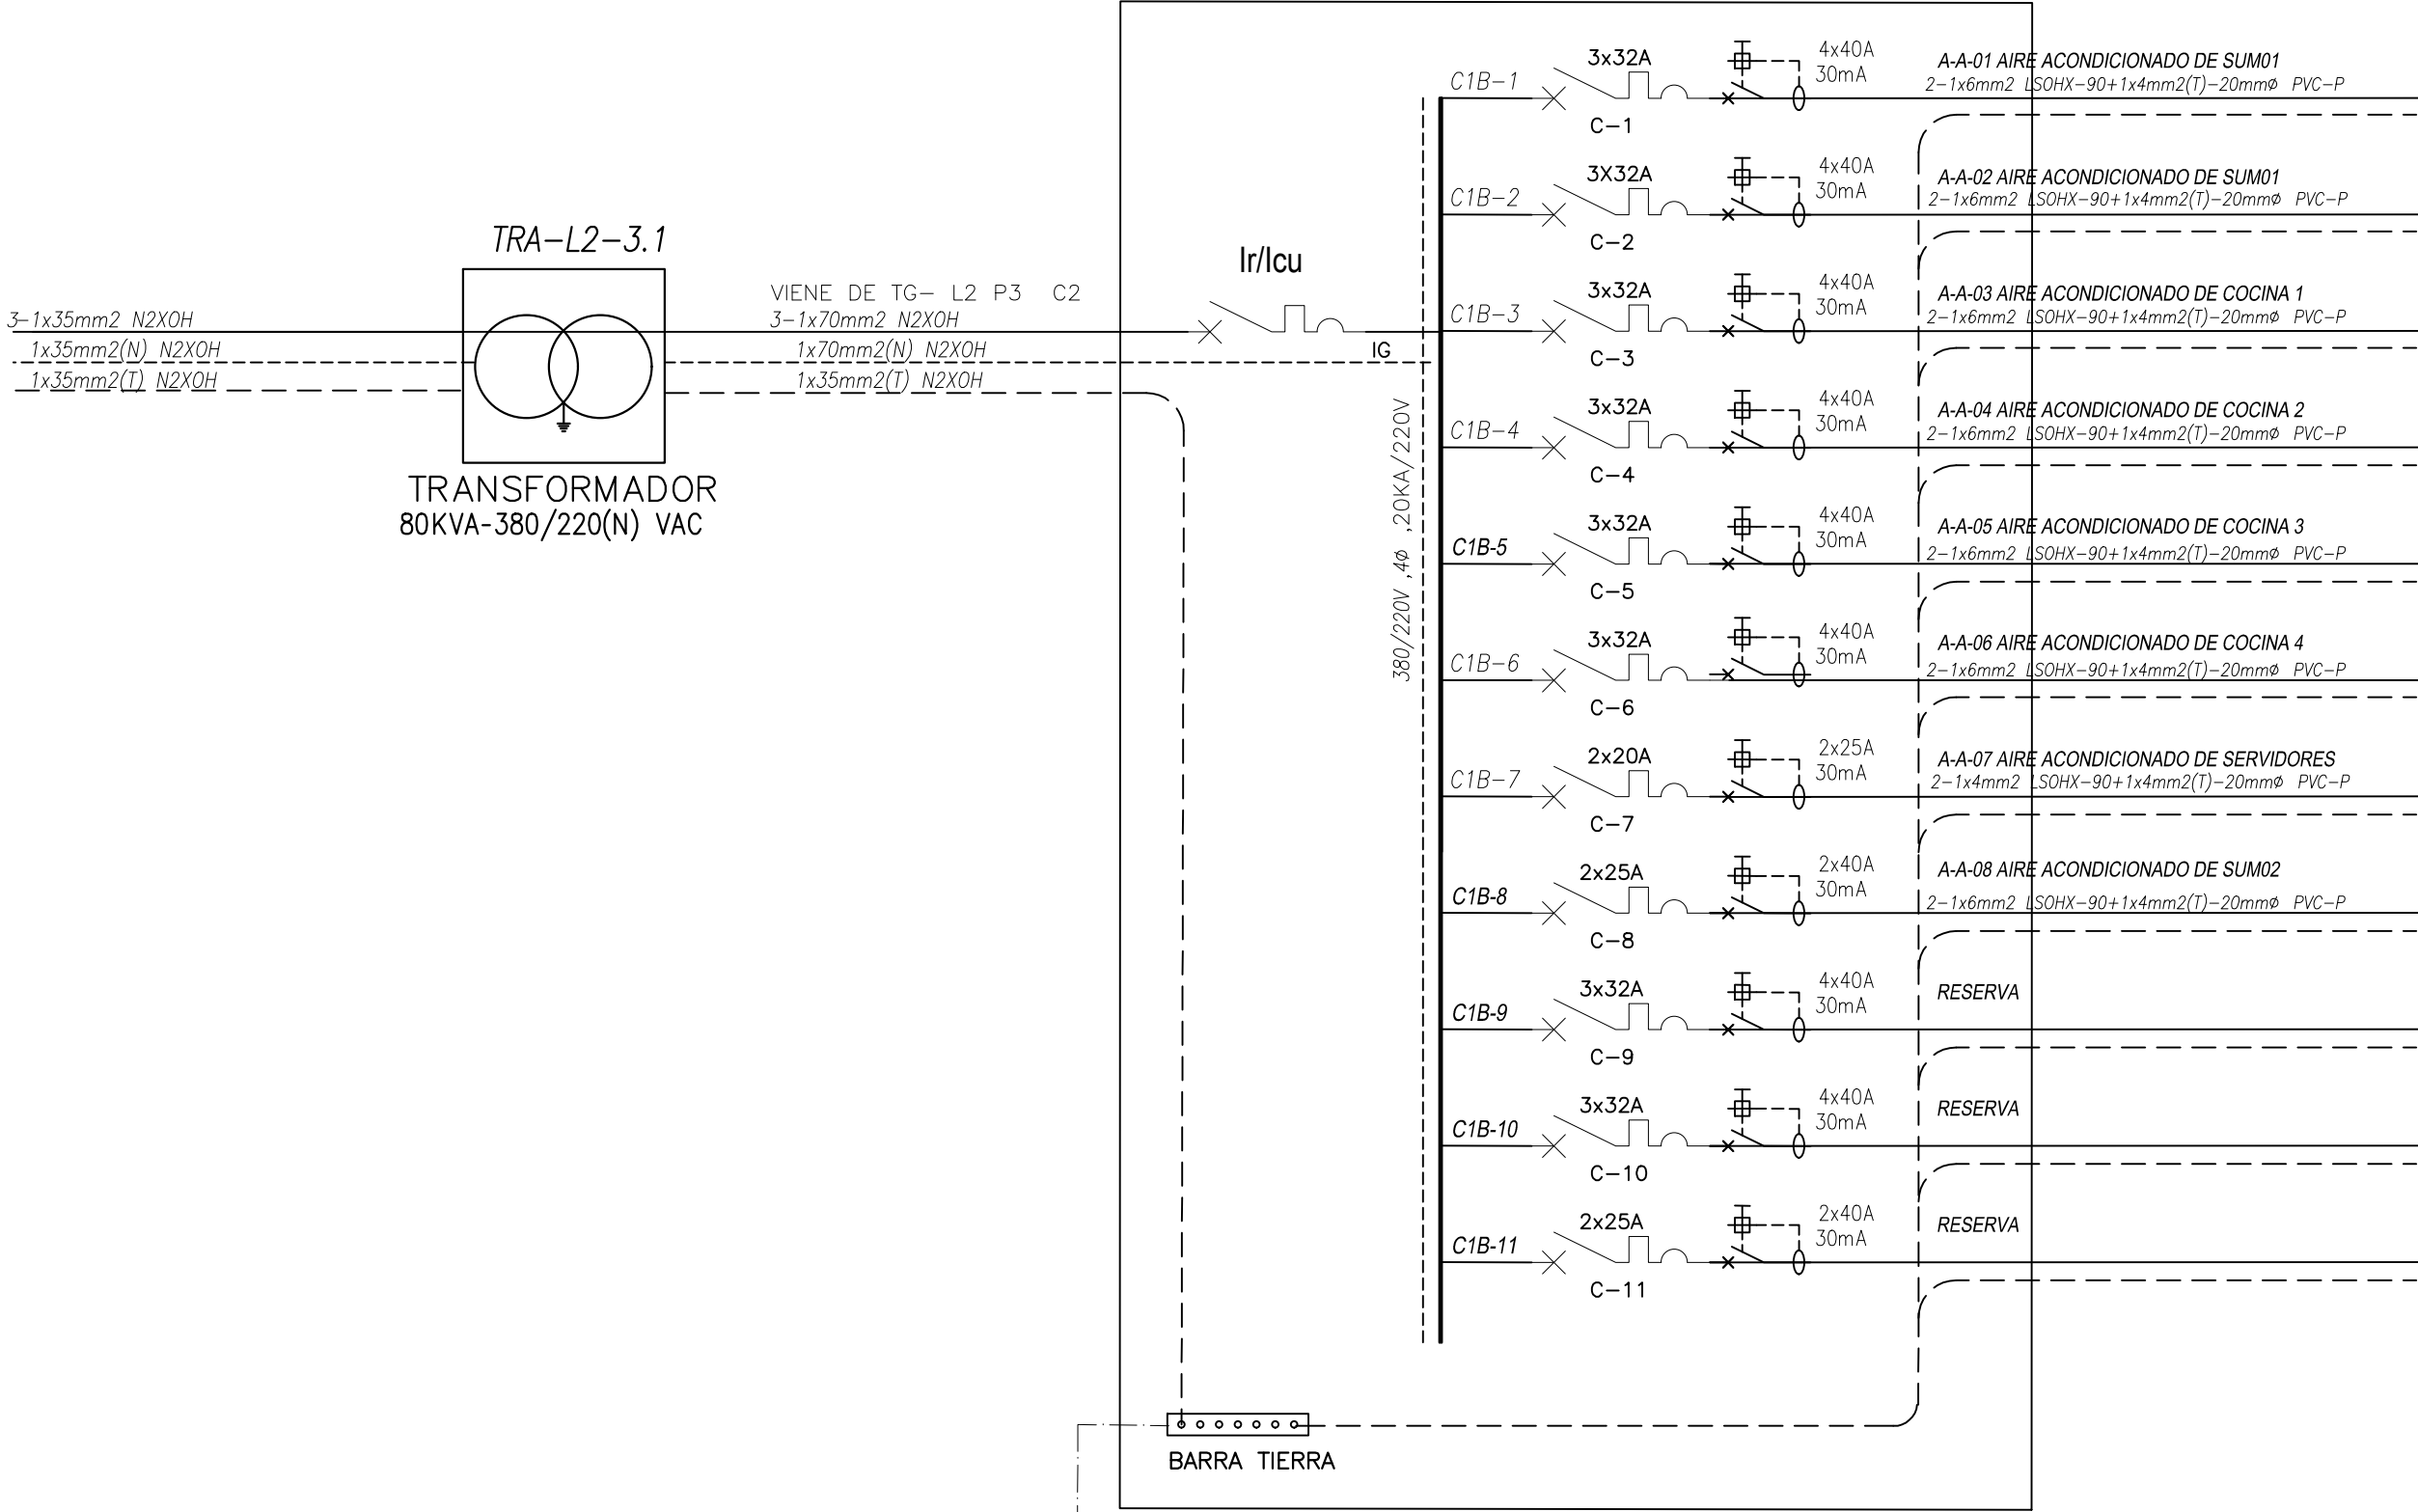 TRA-L2-3.1
3-1x35mm2 N2XOH
1x35mm2(N) N2XOH
1x35mm2(T) N2XOH
TRANSFORMADOR
80KVA-380/220(N) VAC
VIENE DE TG- L2 P3 C2
3-1x70mm2 N2XOH
1x70mm2(N) N2XOH
1x35mm2(T) N2XOH
Ir/Icu
IG
380/220V ,4Ø ,20KA/220V
C1B-1
3x32A
C-1
4x40A
30mA
A-A-01 AIRE ACONDICIONADO DE SUM01
2-1x6mm2 LSOHX-90+1x4mm2(T)-20mmØ PVC-P
C1B-2
3X32A
C-2
4x40A
30mA
A-A-02 AIRE ACONDICIONADO DE SUM01
2-1x6mm2 LSOHX-90+1x4mm2(T)-20mmØ PVC-P
C1B-3
3x32A
C-3
4x40A
30mA
A-A-03 AIRE ACONDICIONADO DE COCINA 1
2-1x6mm2 LSOHX-90+1x4mm2(T)-20mmØ PVC-P
C1B-4
3x32A
C-4
4x40A
30mA
A-A-04 AIRE ACONDICIONADO DE COCINA 2
2-1x6mm2 LSOHX-90+1x4mm2(T)-20mmØ PVC-P
C1B-5
3x32A
C-5
4x40A
30mA
A-A-05 AIRE ACONDICIONADO DE COCINA 3
2-1x6mm2 LSOHX-90+1x4mm2(T)-20mmØ PVC-P
C1B-6
3x32A
C-6
4x40A
30mA
A-A-06 AIRE ACONDICIONADO DE COCINA 4
2-1x6mm2 LSOHX-90+1x4mm2(T)-20mmØ PVC-P
C1B-7
2x20A
C-7
2x25A
30mA
A-A-07 AIRE ACONDICIONADO DE SERVIDORES
2-1x4mm2 LSOHX-90+1x4mm2(T)-20mmØ PVC-P
C1B-8
2x25A
C-8
2x40A
30mA
A-A-08 AIRE ACONDICIONADO DE SUM02
2-1x6mm2 LSOHX-90+1x4mm2(T)-20mmØ PVC-P
C1B-9
3x32A
C-9
4x40A
30mA
RESERVA
C1B-10
3x32A
C-10
4x40A
30mA
RESERVA
C1B-11
2x25A
C-11
2x40A
30mA
RESERVA
BARRA TIERRA